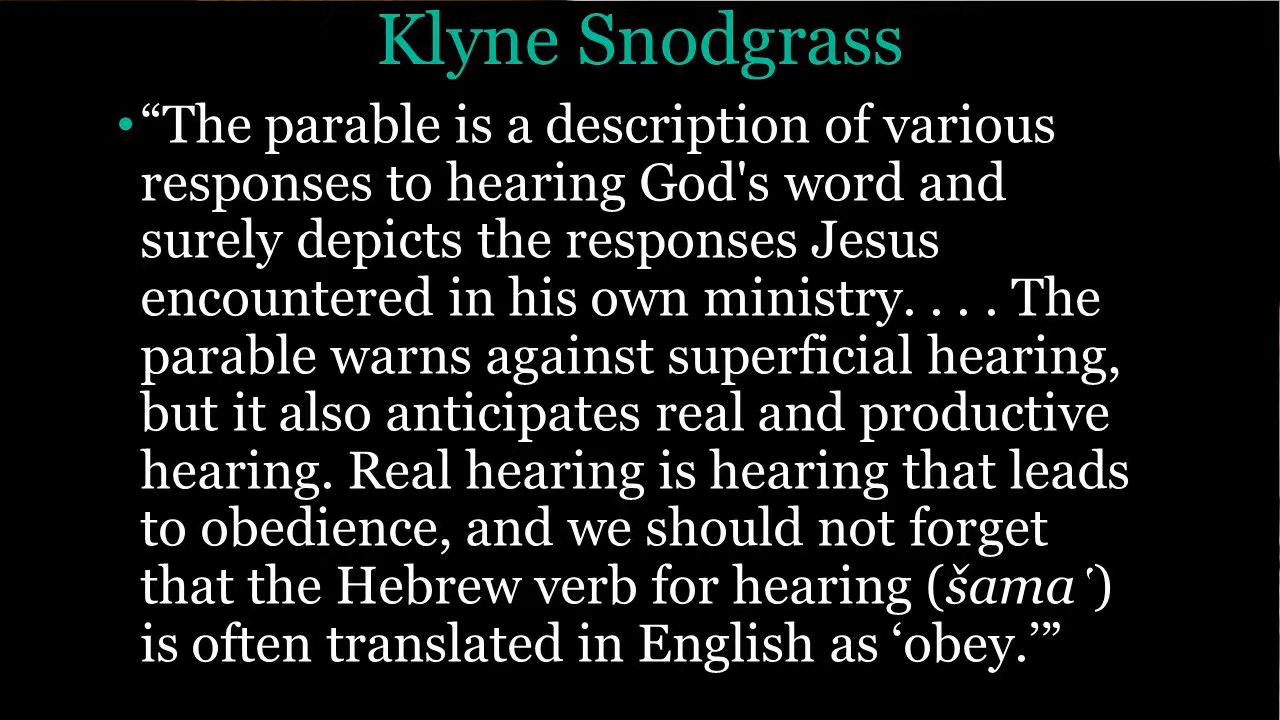 Klyne Snodgrass
• “The parable is a description of various
responses to hearing God's word and
surely depicts the responses Jesus
encountered in his own ministry. . . . The
parable warns against superficial hearing,
but it also anticipates real and productive
hearing. Real hearing is hearing that leads
to obedience, and we should not forget
that the Hebrew verb for hearing (šamaʽ)
is often translated in English as ‘obey.’”